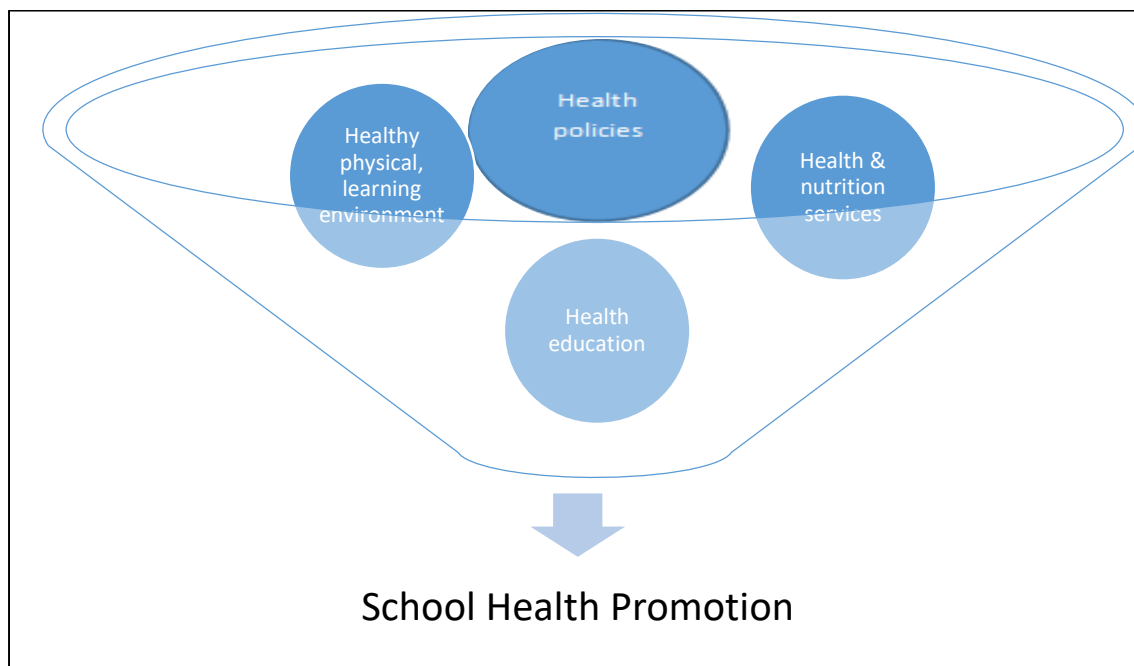 Health
policies
Healthy
physical,
learning
environment
Health &
nutrition
services
Health
education
School Health Promotion